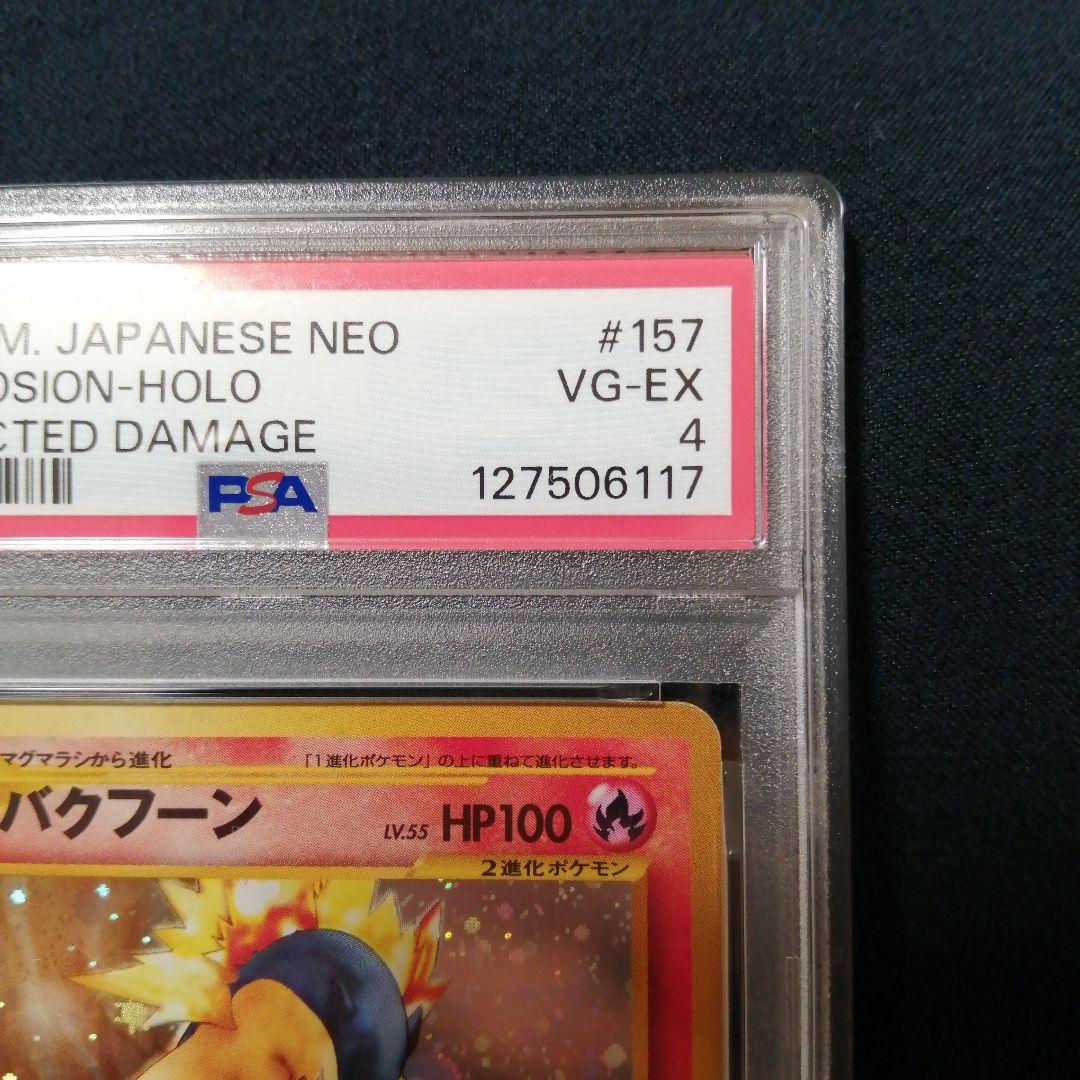 M. JAPANESE NEO #157
OSION-HOLO VG-EX
CTED DAMAGE 4
PSA 127506117
マグマラシから進化 「1進化ポケモン」の上に重ねて進化させます。
バクフーン LV.55 HP100
2進化ポケモン